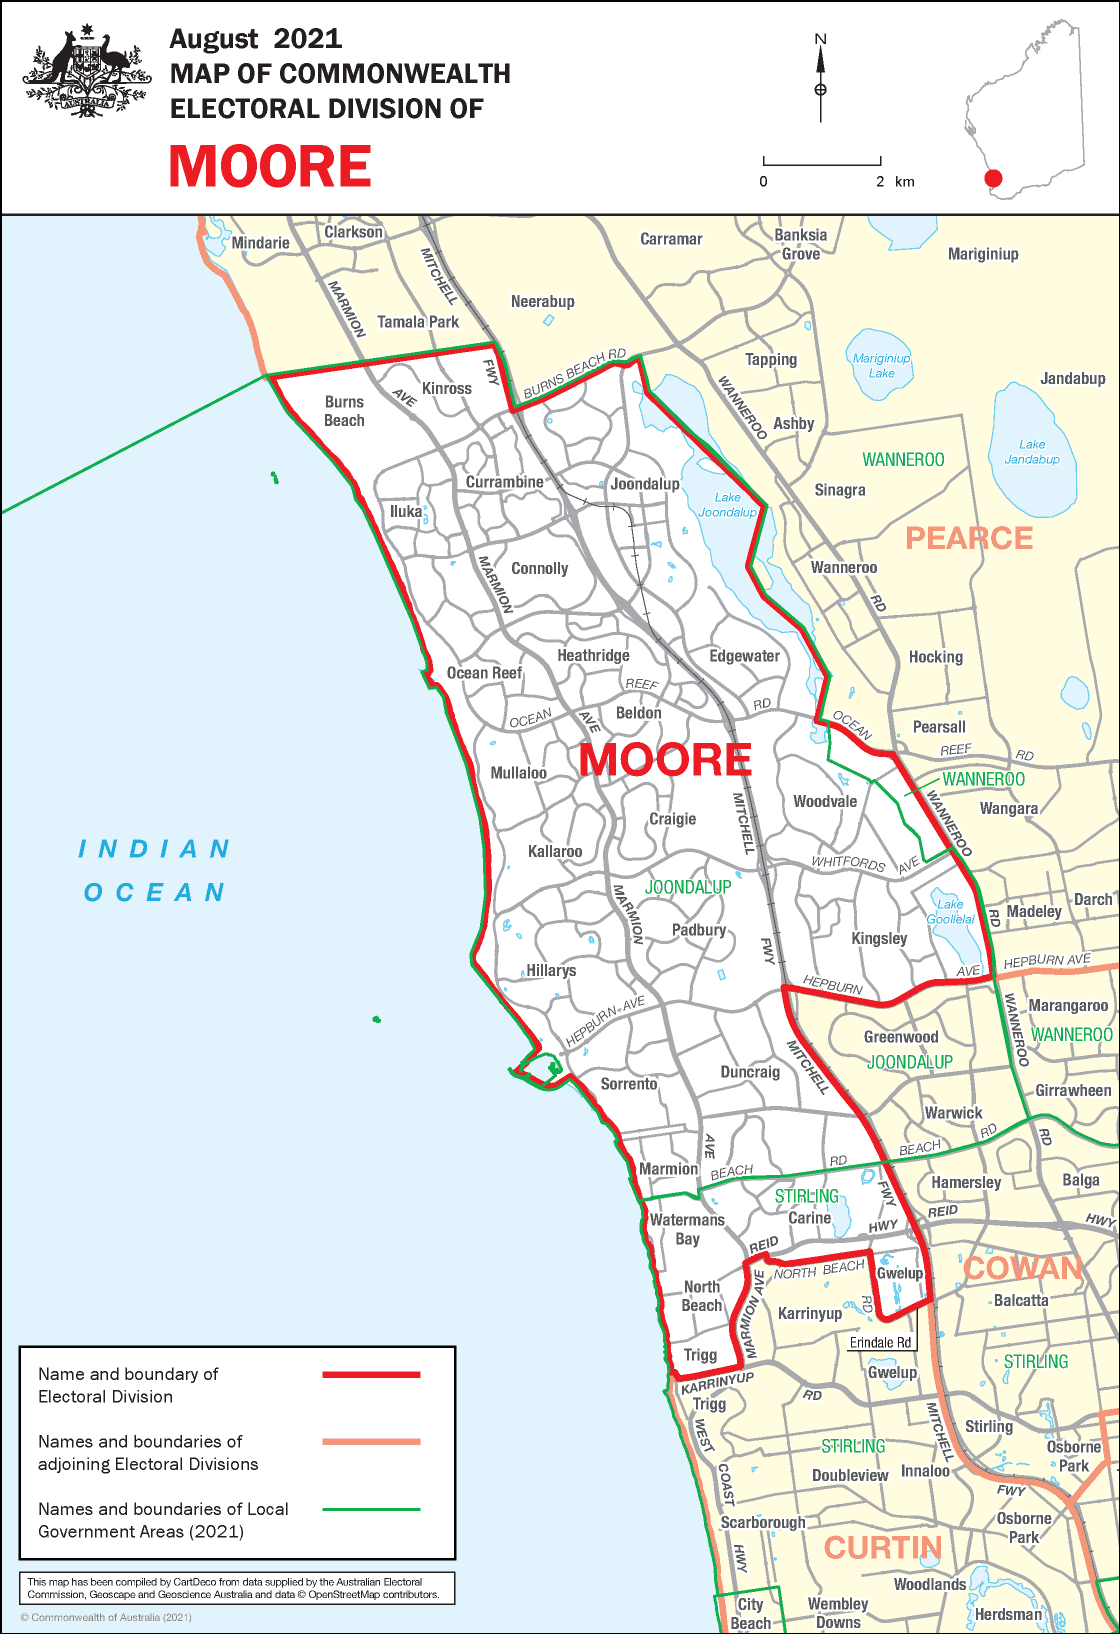 August 2021
MAP OF COMMONWEALTH
ELECTORAL DIVISION OF
MOORE
AUSTRALIA
N
0 2 km
Mindarie
Clarkson
MITCHELL
Carramar
Banksia
Grove
Mariginiup
MARMION
Neerabup
Tamala Park
FWY
BURNS BEACH RD
Tapping
Mariginiup
Lake
Jandabup
Kinross
AVE
Burns
Beach
WANNEROO
Ashby
WANNEROO
Lake
Jandabup
Currambine
Joondalup
Sinagra
Lake
Joondalup
Iluka
PEARCE
Connolly
MARMION
Wanneroo
RD
Heathridge
Edgewater
Hocking
Ocean Reef
REEF
RD
OCEAN
AVE
Beldon
OCEAN
Pearsall
REEF
RD
MOORE
Mullaloo
WANNEROO
Woodvale
WANNEROO
Wangara
MITCHELL
Craigie
INDIAN
OCEAN
Kallaroo
WHITFORDS AVE
JOONDALUP
MARMION
Lake
Goollelal
RD
Madeley
Darch
Padbury
Kingsley
FWY
Hillarys
AVE
HEPBURN AVE
HEPBURN
HEPBURN AVE
WANNEROO
Marangaroo
Greenwood
WANNEROO
MITCHELL
JOONDALUP
Duncraig
Sorrento
Girrawheen
Warwick
AVE
BEACH
RD
RD
RD
BEACH
Marmion
Hamersley
Balga
STIRLING
FWY
Watermans
Bay
Carine
REID
HWY
REID
HWY
COWAN
NORTH BEACH
RD
Gwelup
MARMION AVE
North
Beach
Karrinyup
Balcatta
Erindale Rd
Trigg
STIRLING
Gwelup
KARRINYUP
RD
Trigg
MITCHELL
WEST
Stirling
STIRLING
Osborne
Park
COAST
Doubleview
Innaloo
FWY
Scarborough
Osborne
Park
HWY
CURTIN
Woodlands
City
Beach
Wembley
Downs
Herdsman
Name and boundary of
Electoral Division
Names and boundaries of
adjoining Electoral Divisions
Names and boundaries of Local
Government Areas (2021)
This map has been compiled by CartDeco from data supplied by the Australian Electoral
Commission, Geoscape and Geoscience Australia and data © OpenStreetMap contributors.
© Commonwealth of Australia (2021)